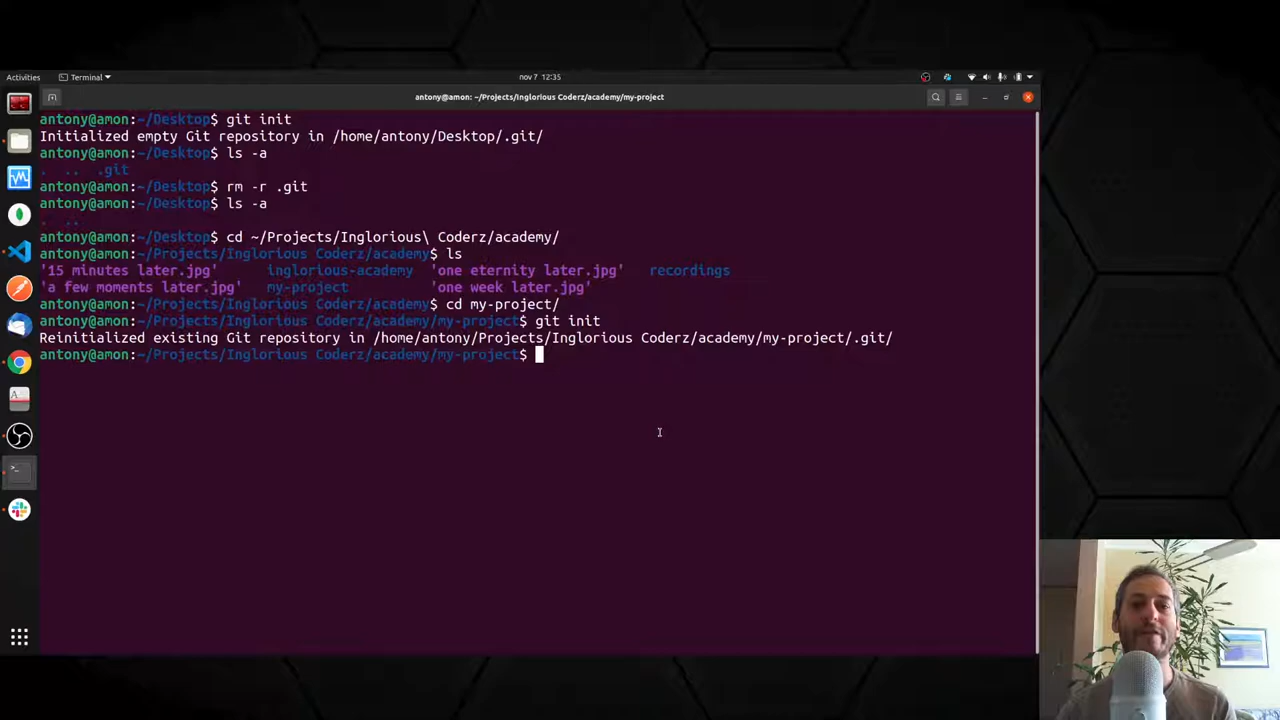 Activities Terminal nov 7 12:35
antony@amon: ~/Projects/Inglorious Coderz/academy/my-project
antony@amon:~/Desktop$ git init
Initialized empty Git repository in /home/antony/Desktop/.git/
antony@amon:~/Desktop$ ls -a
. .. .git
antony@amon:~/Desktop$ rm -r .git
antony@amon:~/Desktop$ ls -a
. ..
antony@amon:~/Desktop$ cd ~/Projects/Inglorious\ Coderz/academy/
antony@amon:~/Projects/Inglorious Coderz/academy$ ls
'15 minutes later.jpg' inglorious-academy 'one eternity later.jpg' recordings
'a few moments later.jpg' my-project 'one week later.jpg'
antony@amon:~/Projects/Inglorious Coderz/academy$ cd my-project/
antony@amon:~/Projects/Inglorious Coderz/academy/my-project$ git init
Reinitialized existing Git repository in /home/antony/Projects/Inglorious Coderz/academy/my-project/.git/
antony@amon:~/Projects/Inglorious Coderz/academy/my-project$